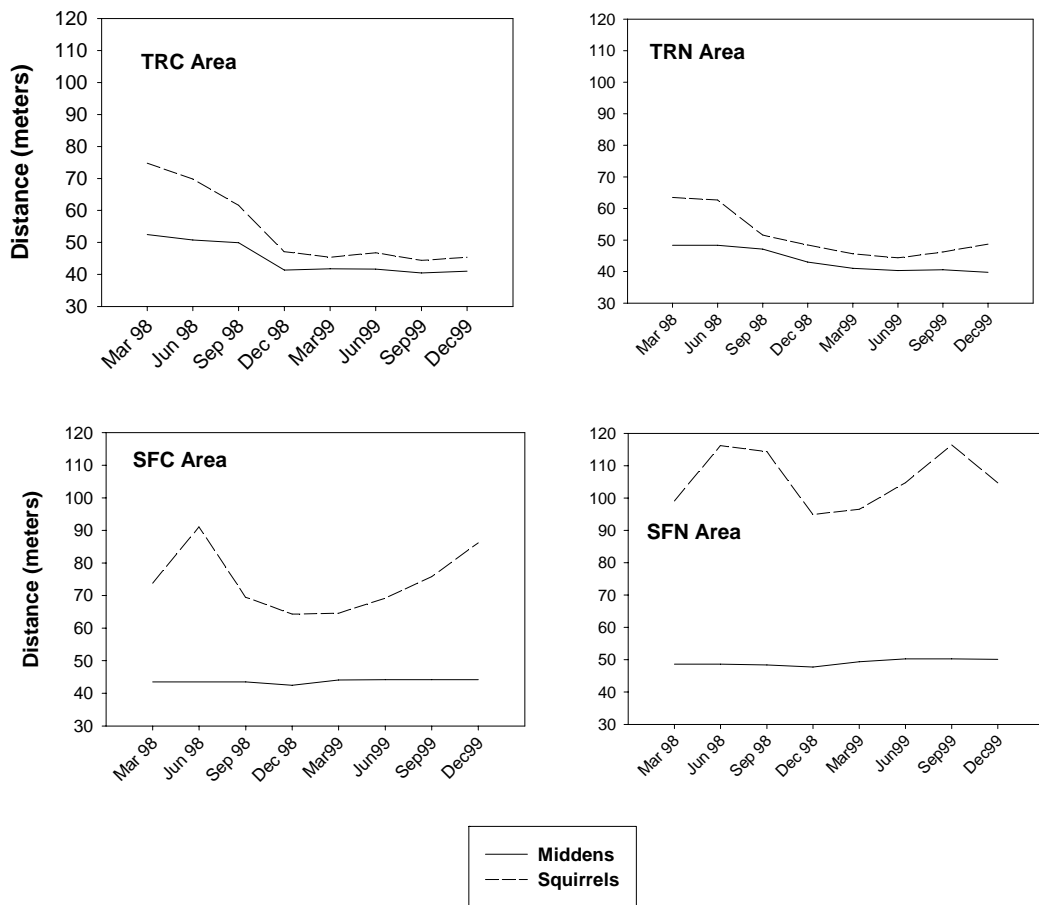 TRC Area
Distance (meters)
120
110
100
90
80
70
60
50
40
30
Mar 98
Jun 98
Sep 98
Dec 98
Mar99
Jun99
Sep99
Dec99
TRN Area
120
110
100
90
80
70
60
50
40
30
Mar 98
Jun 98
Sep 98
Dec 98
Mar99
Jun99
Sep99
Dec99
SFC Area
Distance (meters)
120
110
100
90
80
70
60
50
40
30
Mar 98
Jun 98
Sep 98
Dec 98
Mar99
Jun99
Sep99
Dec99
SFN Area
120
110
100
90
80
70
60
50
40
30
Mar 98
Jun 98
Sep 98
Dec 98
Mar99
Jun99
Sep99
Dec99
Middens
Squirrels